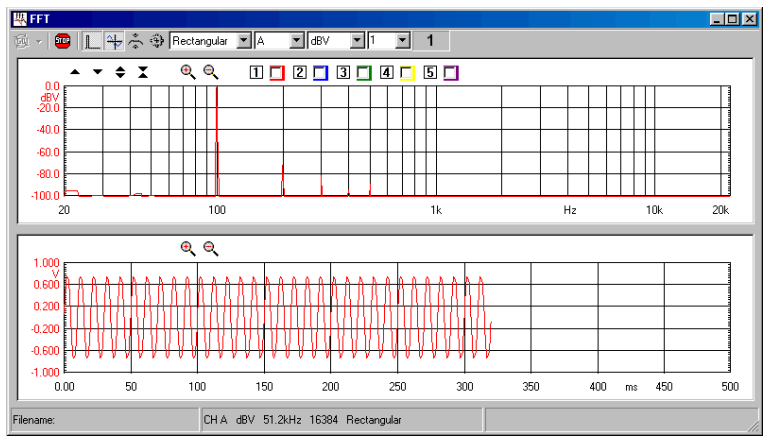 FFT
STOP Rectangular A dBV 1 1
1 2 3 4 5
0.0
dBV
-20.0
-40.0
-60.0
-80.0
-100.0
20 100 1k Hz 10k 20k
1.000
V
0.600
0.200
-0.200
-0.600
-1.000
0.00 50 100 150 200 250 300 350 400 ms 450 500
Filename: CH A dBV 51.2kHz 16384 Rectangular